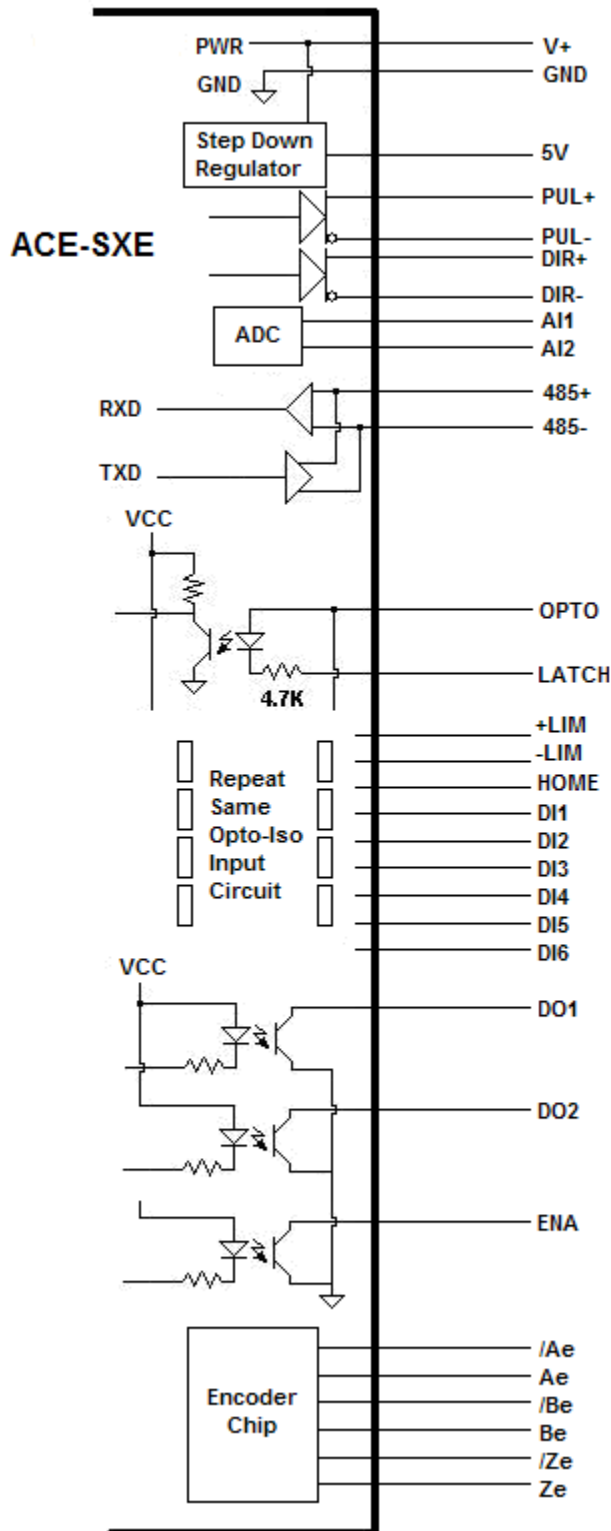 PWR
V+
GND
GND
Step Down
Regulator
5V
PUL+
PUL-
ACE-SXE
DIR+
DIR-
ADC
AI1
AI2
RXD
485+
485-
TXD
VCC
OPTO
LATCH
4.7K
+LIM
-LIM
HOME
DI1
DI2
DI3
DI4
DI5
DI6
Repeat
Same
Opto-Iso
Input
Circuit
VCC
DO1
DO2
ENA
Encoder
Chip
/Ae
Ae
/Be
Be
/Ze
Ze